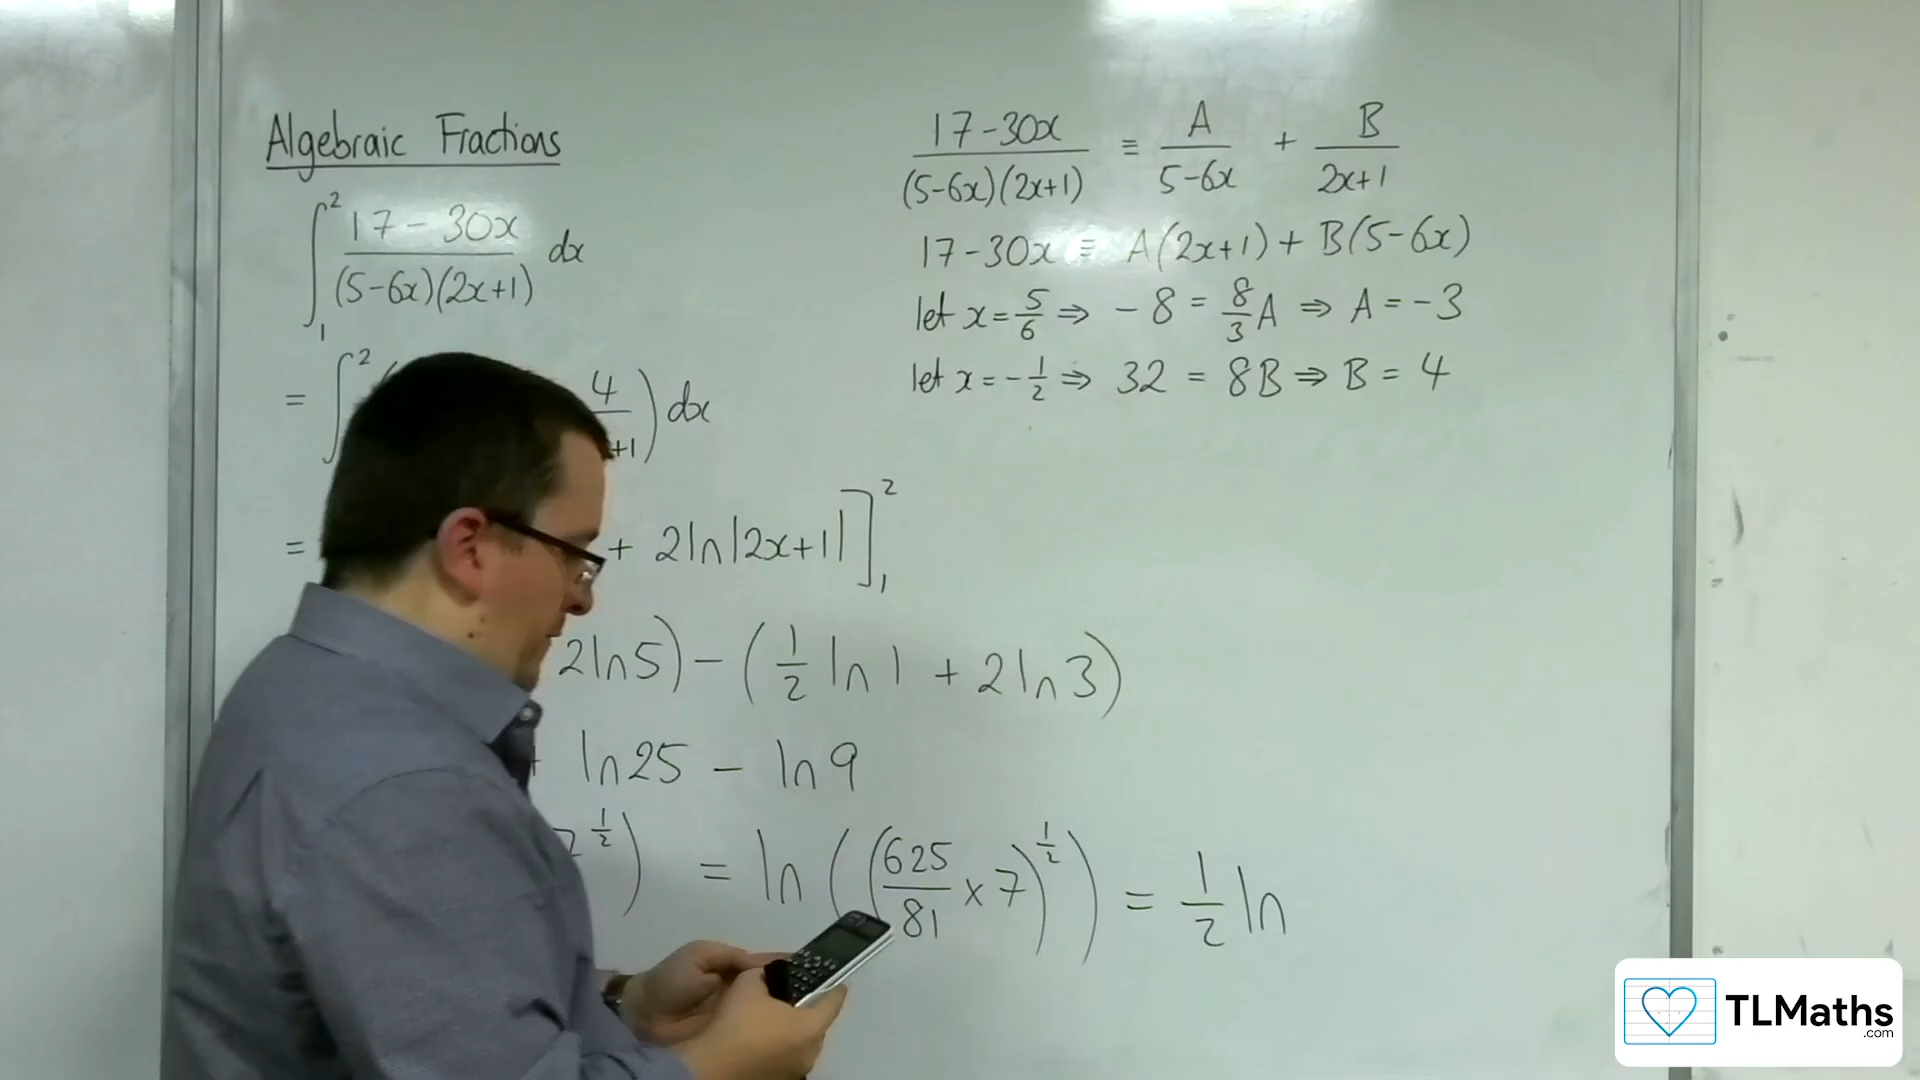 Algebraic Fractions
∫₁² (17 - 30x)/((5-6x)(2x+1)) dx
= ∫² ( 4/ +1) dx
= + 2ln|2x+1|]₁²
2ln5) - (1/2 ln1 + 2ln3)
ln25 - ln9
1/2) = ln((625/81 × 7)^(1/2)) = 1/2 ln
(17-30x)/((5-6x)(2x+1)) ≡ A/(5-6x) + B/(2x+1)
17-30x ≡ A(2x+1) + B(5-6x)
let x = 5/6 ⇒ -8 = 8/3 A ⇒ A = -3
let x = -1/2 ⇒ 32 = 8B ⇒ B = 4
TLMaths
.com